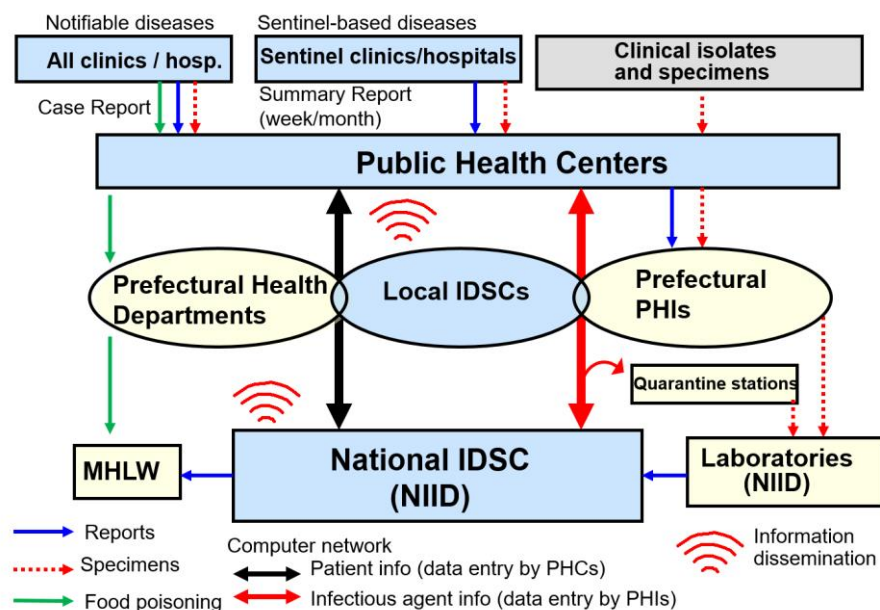 Notifiable diseases
Sentinel-based diseases
All clinics / hosp.
Sentinel clinics/hospitals
Clinical isolates
and specimens
Case Report
Summary Report
(week/month)
Public Health Centers
Prefectural Health
Departments
Local IDSCs
Prefectural
PHIs
Quarantine stations
MHLW
National IDSC
(NIID)
Laboratories
(NIID)
Reports
Specimens
Food poisoning
Computer network
Patient info (data entry by PHCs)
Infectious agent info (data entry by PHIs)
Information
dissemination